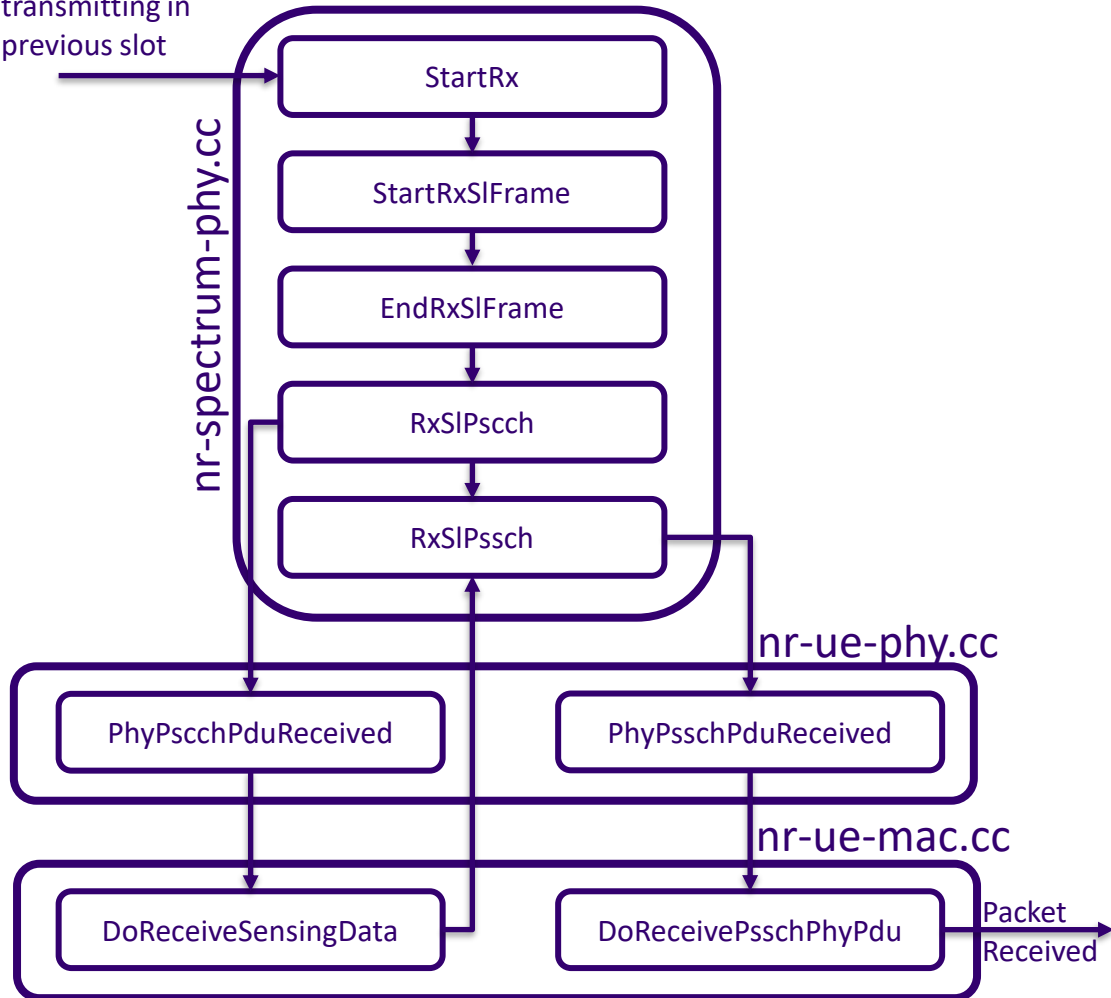 transmitting in
previous slot
StartRx
StartRxSlFrame
EndRxSlFrame
RxSlPscch
RxSlPssch
nr-spectrum-phy.cc
nr-ue-phy.cc
PhyPscchPduReceived
PhyPsschPduReceived
nr-ue-mac.cc
DoReceiveSensingData
DoReceivePsschPhyPdu
Packet
Received